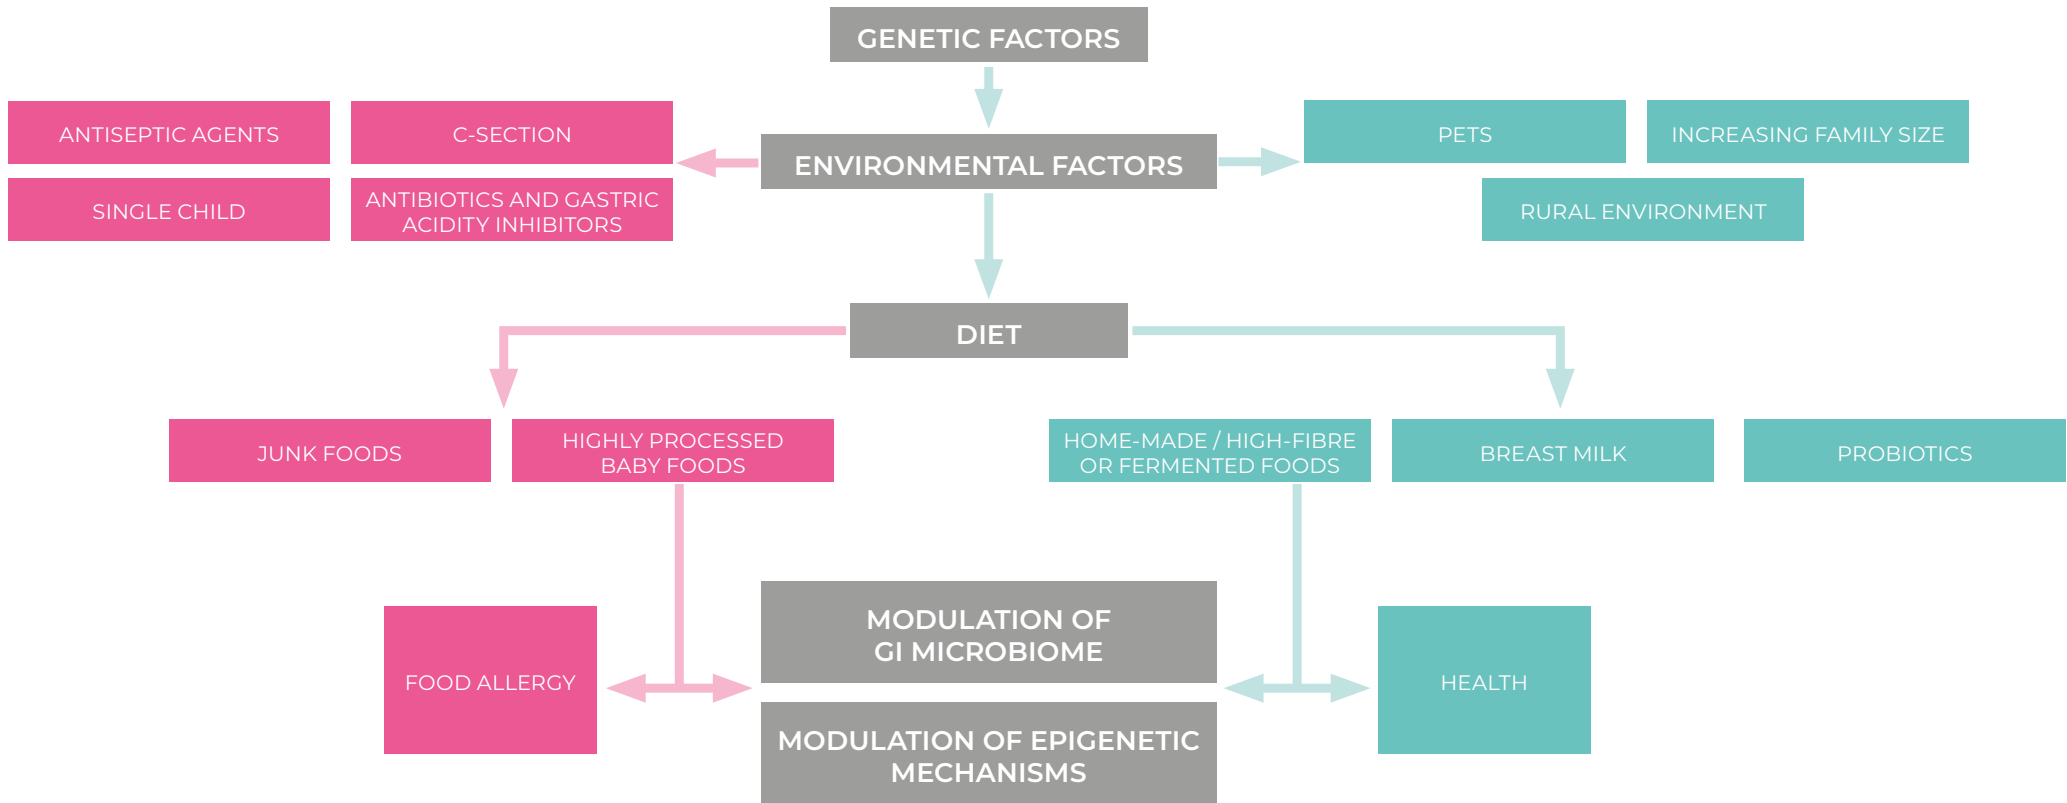 GENETIC FACTORS
ANTISEPTIC AGENTS
C-SECTION
ENVIRONMENTAL FACTORS
PETS
INCREASING FAMILY SIZE
SINGLE CHILD
ANTIBIOTICS AND GASTRIC
ACIDITY INHIBITORS
RURAL ENVIRONMENT
DIET
JUNK FOODS
HIGHLY PROCESSED
BABY FOODS
HOME-MADE / HIGH-FIBRE
OR FERMENTED FOODS
BREAST MILK
PROBIOTICS
FOOD ALLERGY
MODULATION OF
GI MICROBIOME
MODULATION OF EPIGENETIC
MECHANISMS
HEALTH